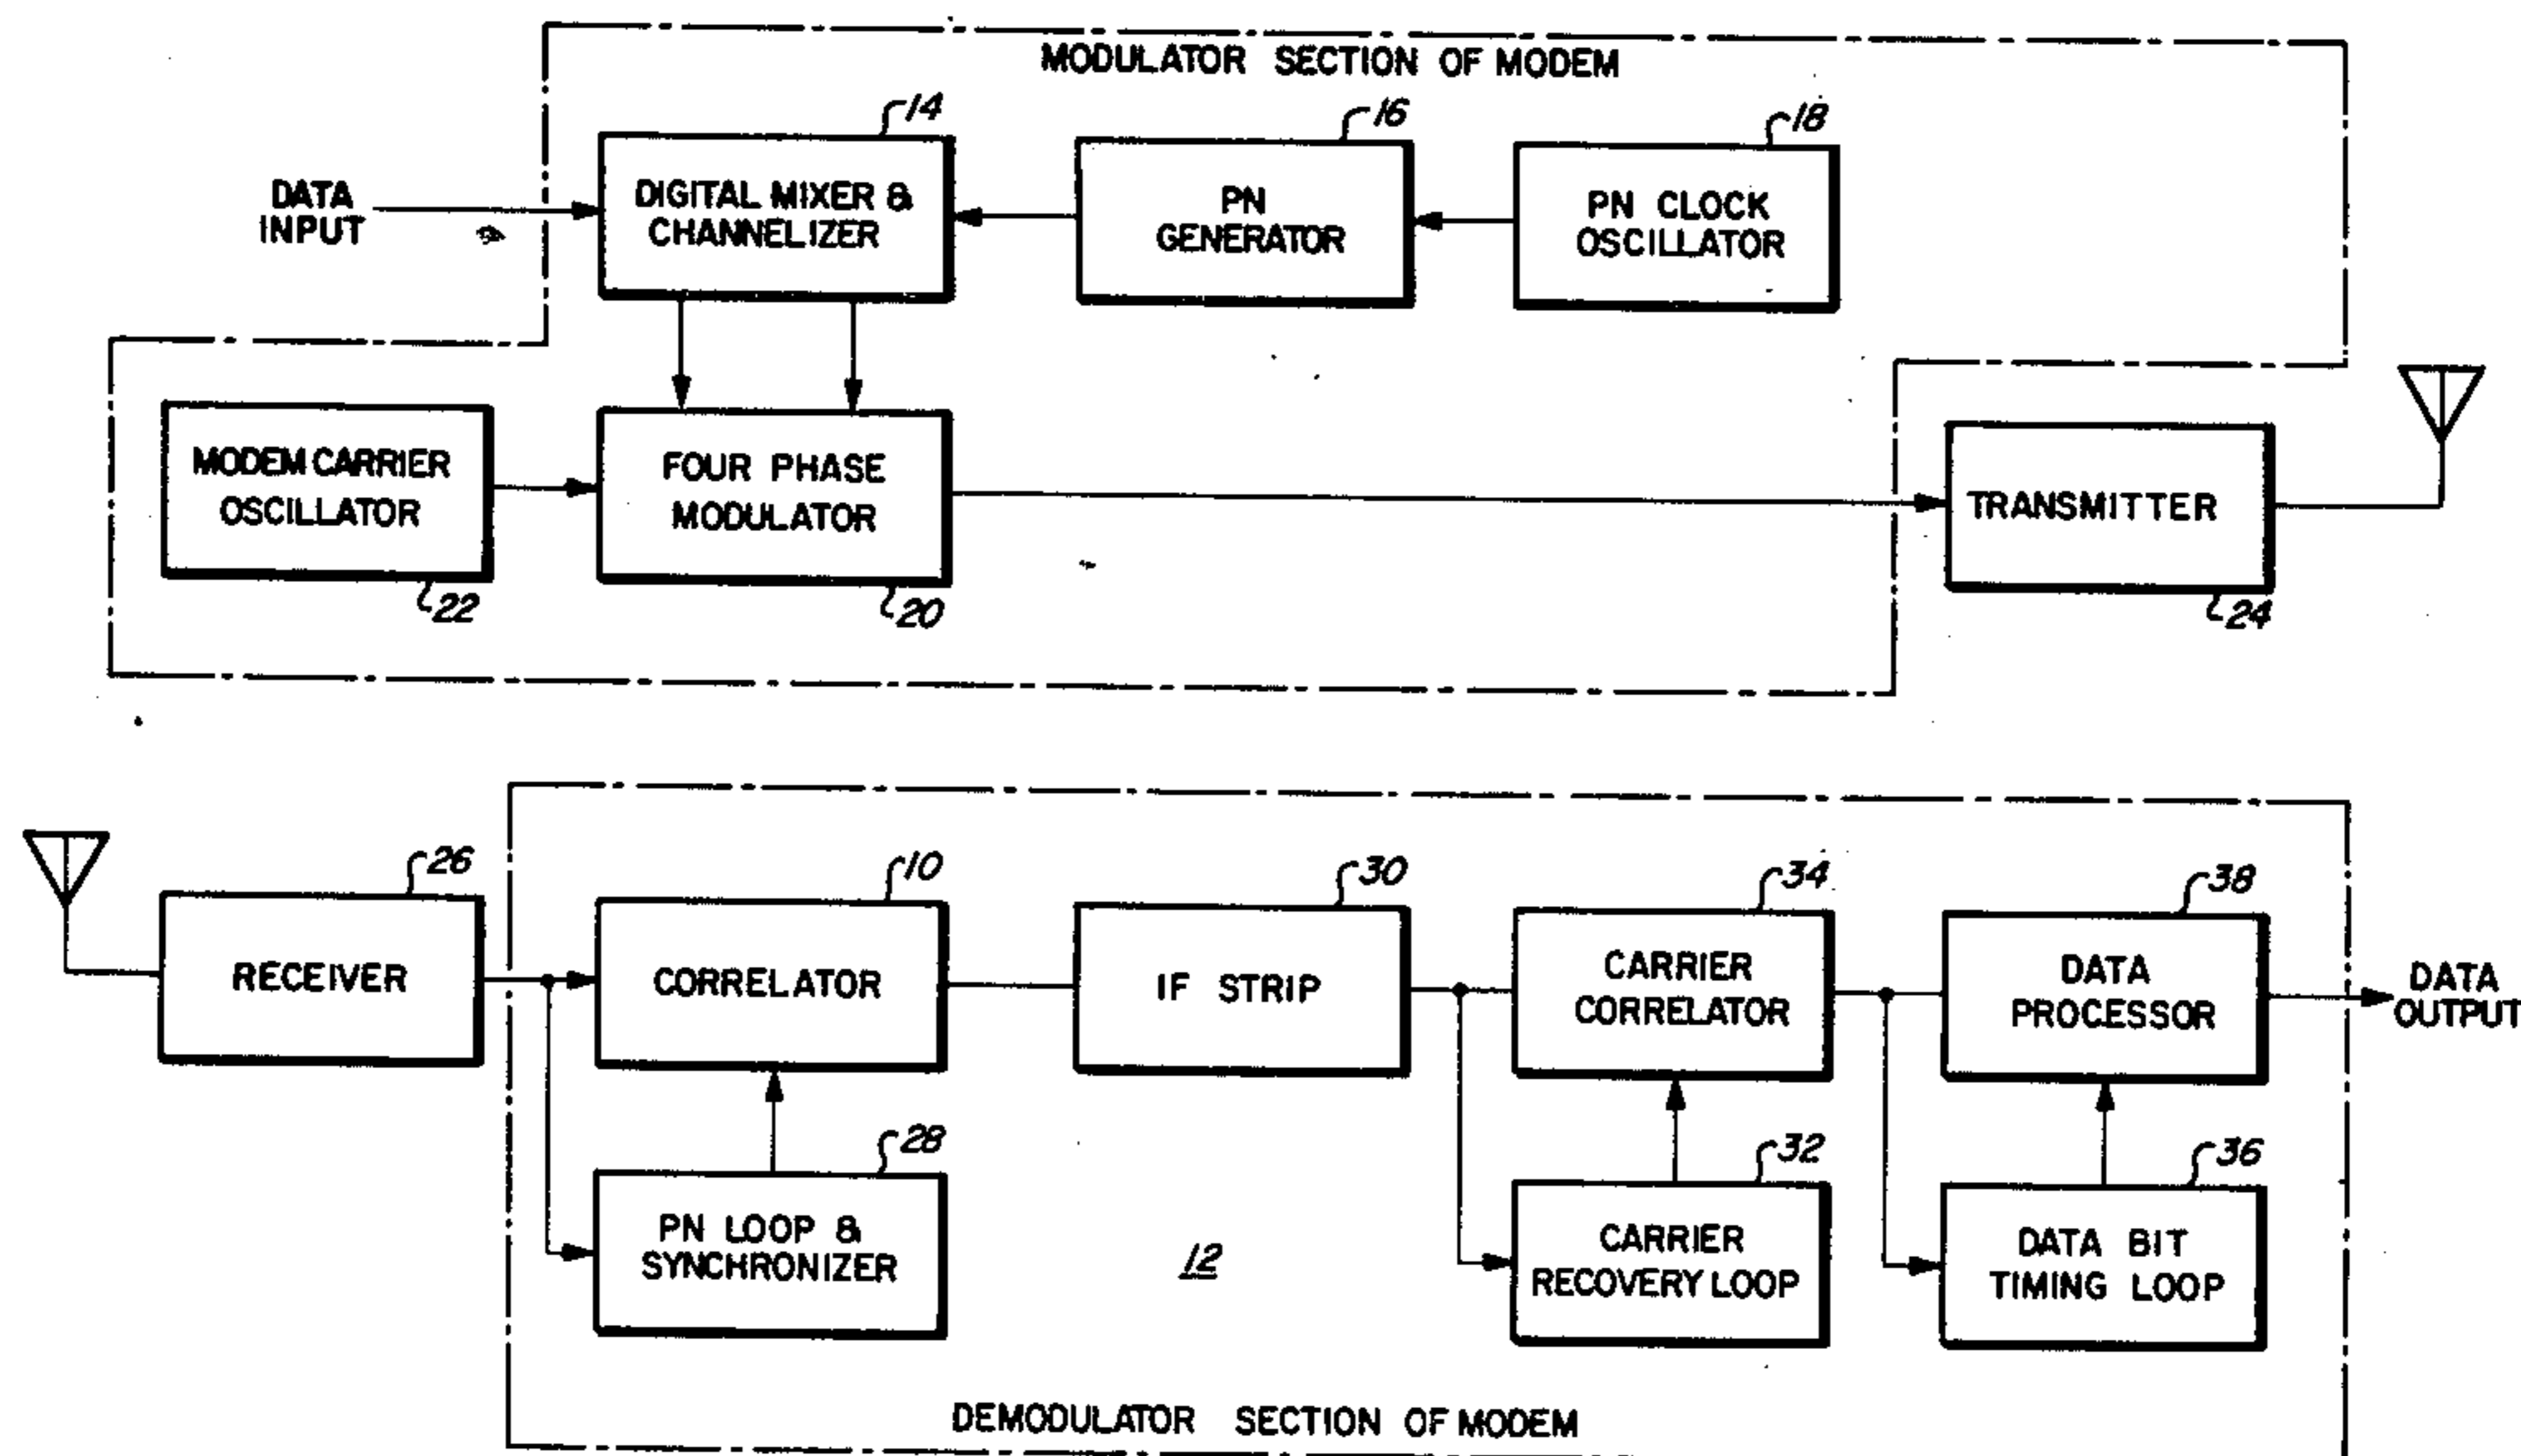 MODULATOR SECTION OF MODEM
14
16
18
DATA
INPUT
DIGITAL MIXER &
CHANNELIZER
PN
GENERATOR
PN CLOCK
OSCILLATOR
MODEM CARRIER
OSCILLATOR
FOUR PHASE
MODULATOR
TRANSMITTER
22
20
24
26
10
30
34
38
RECEIVER
CORRELATOR
IF STRIP
CARRIER
CORRELATOR
DATA
PROCESSOR
DATA
OUTPUT
28
32
36
PN LOOP &
SYNCHRONIZER
12
CARRIER
RECOVERY LOOP
DATA BIT
TIMING LOOP
DEMODULATOR SECTION OF MODEM